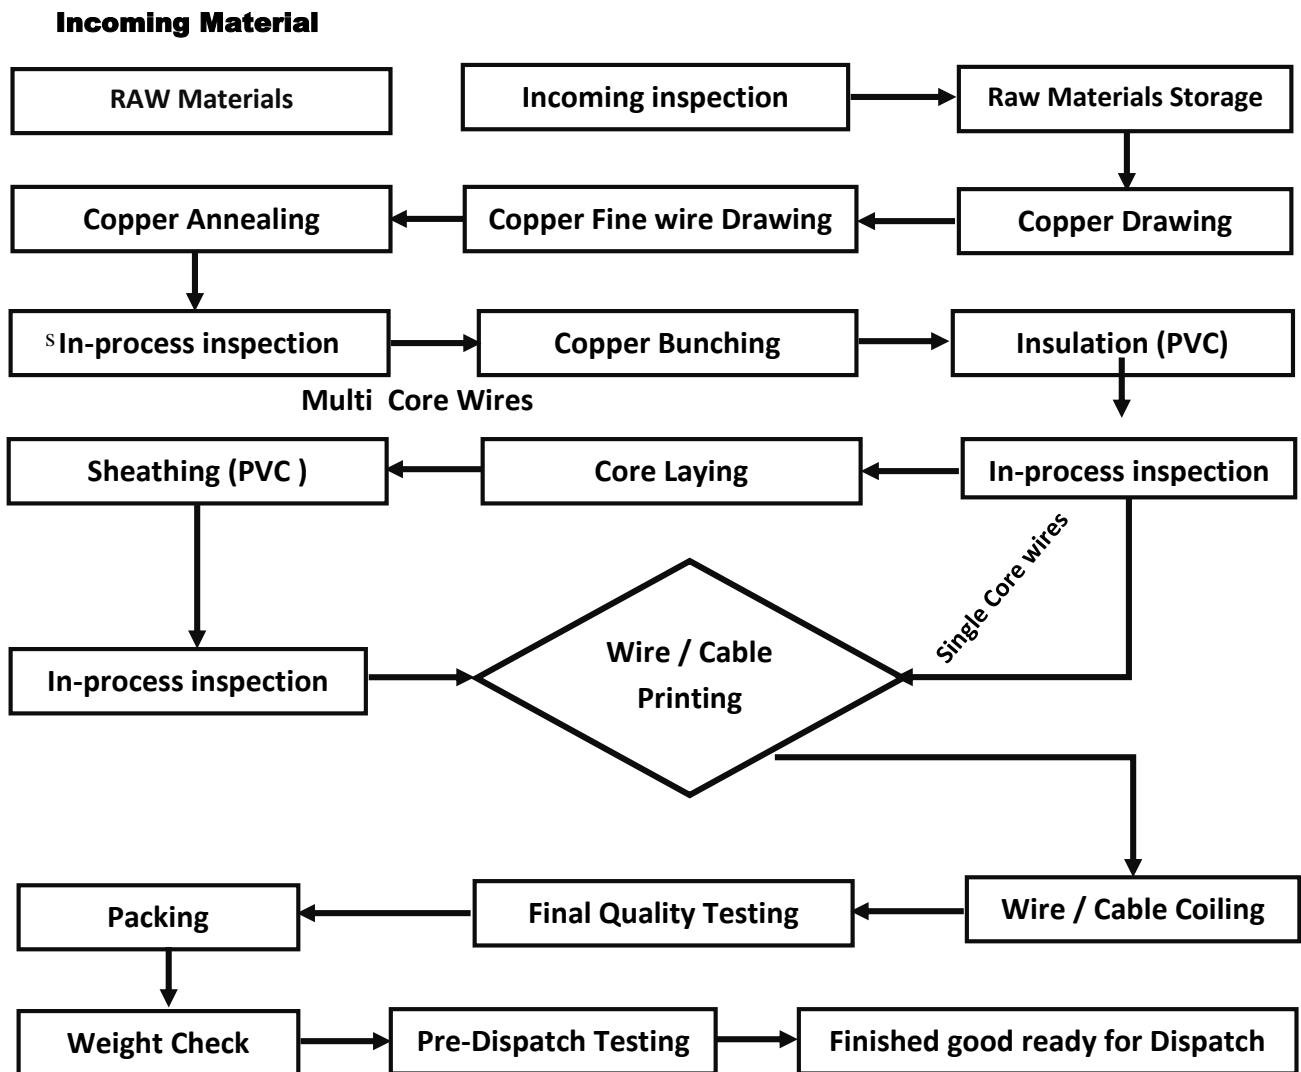 Incoming Material
RAW Materials
Incoming inspection
Raw Materials Storage
Copper Annealing
Copper Fine wire Drawing
Copper Drawing
s In-process inspection
Copper Bunching
Insulation (PVC)
Multi Core Wires
Sheathing (PVC )
Core Laying
In-process inspection
Single Core wires
In-process inspection
Wire / Cable
Printing
Packing
Final Quality Testing
Wire / Cable Coiling
Weight Check
Pre-Dispatch Testing
Finished good ready for Dispatch